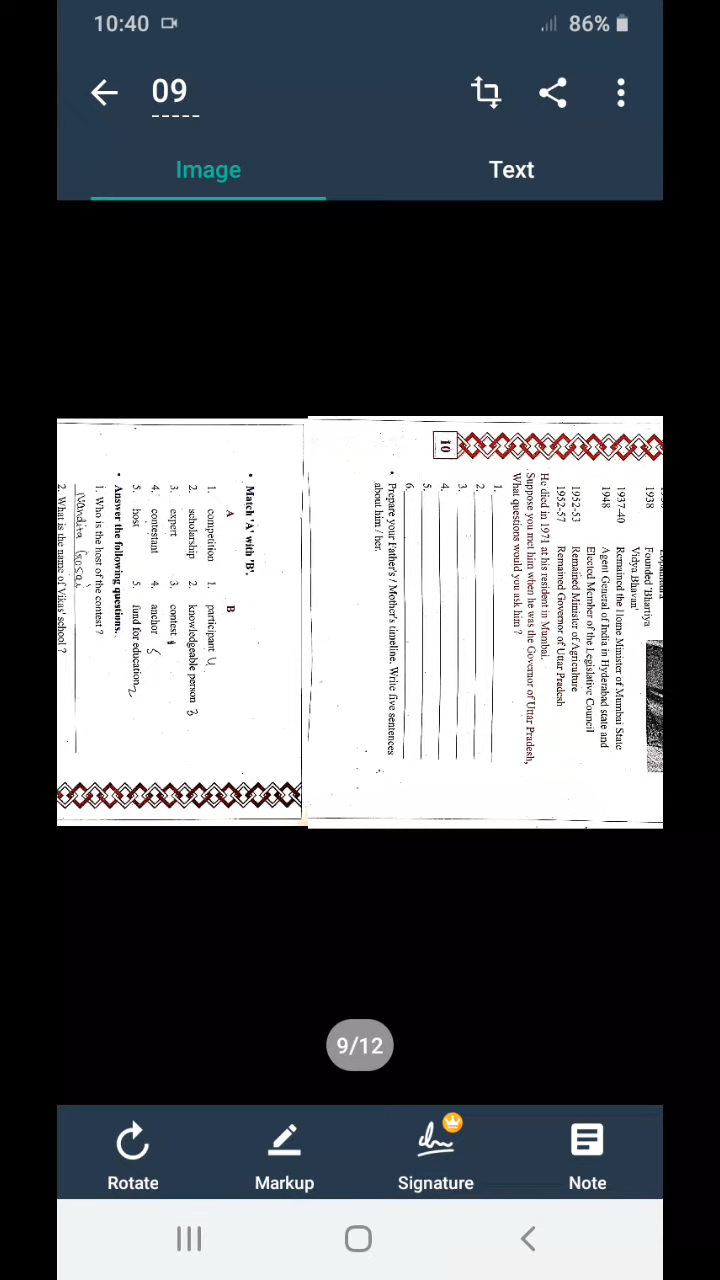 10:40
86%
09
Image
Text
1938
Founded 'Bhartiya
Vidya Bhavan'
1937-40
Remained the Home Minister of Mumbai State
1948
Agent General of India in Hyderabad state and
Elected Member of the Legislative Council
1952-53
Remained Minister of Agriculture
1952-57
Remained Governor of Uttar Pradesh
He died in 1971 at his resident in Mumbai.
Suppose you met him when he was the Governor of Uttar Pradesh,
What questions would you ask him ?
1.
2.
3.
4.
5.
6.
• Prepare your Father's / Mother's timeline. Write five sentences
about him / her.
10
• Match 'A' with 'B'.
A B
1. competition 1. participant 4
2. scholarship 2. knowledgeable person 3
3. expert 3. contest 1
4. contestant 4. anchor 5
5. host 5. fund for education 2
• Answer the following questions.
1. Who is the host of the contest ?
2. What is the name of Vikas' school ?
9/12
Rotate
Markup
Signature
Note